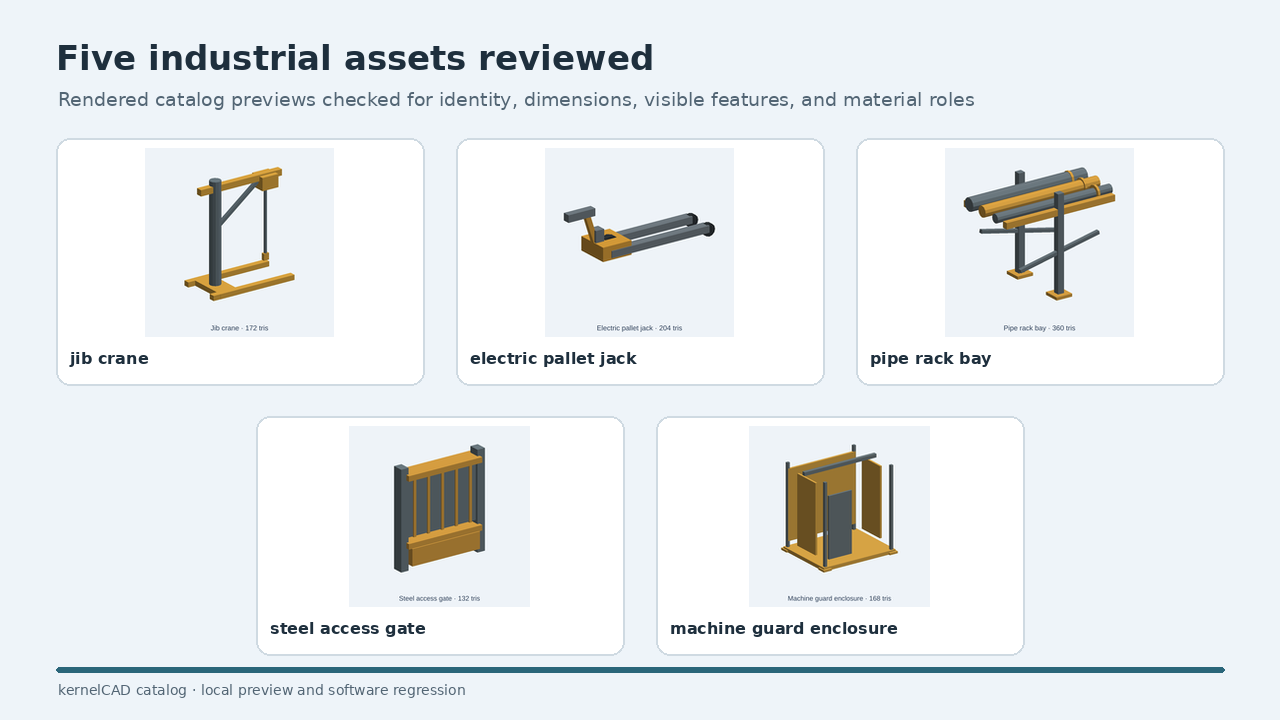 Five industrial assets reviewed
Rendered catalog previews checked for identity, dimensions, visible features, and material roles
Jib crane · 172 tris
jib crane
Electric pallet jack · 204 tris
electric pallet jack
Pipe rack bay · 360 tris
pipe rack bay
Steel access gate · 132 tris
steel access gate
Machine guard enclosure · 168 tris
machine guard enclosure
kernelCAD catalog · local preview and software regression